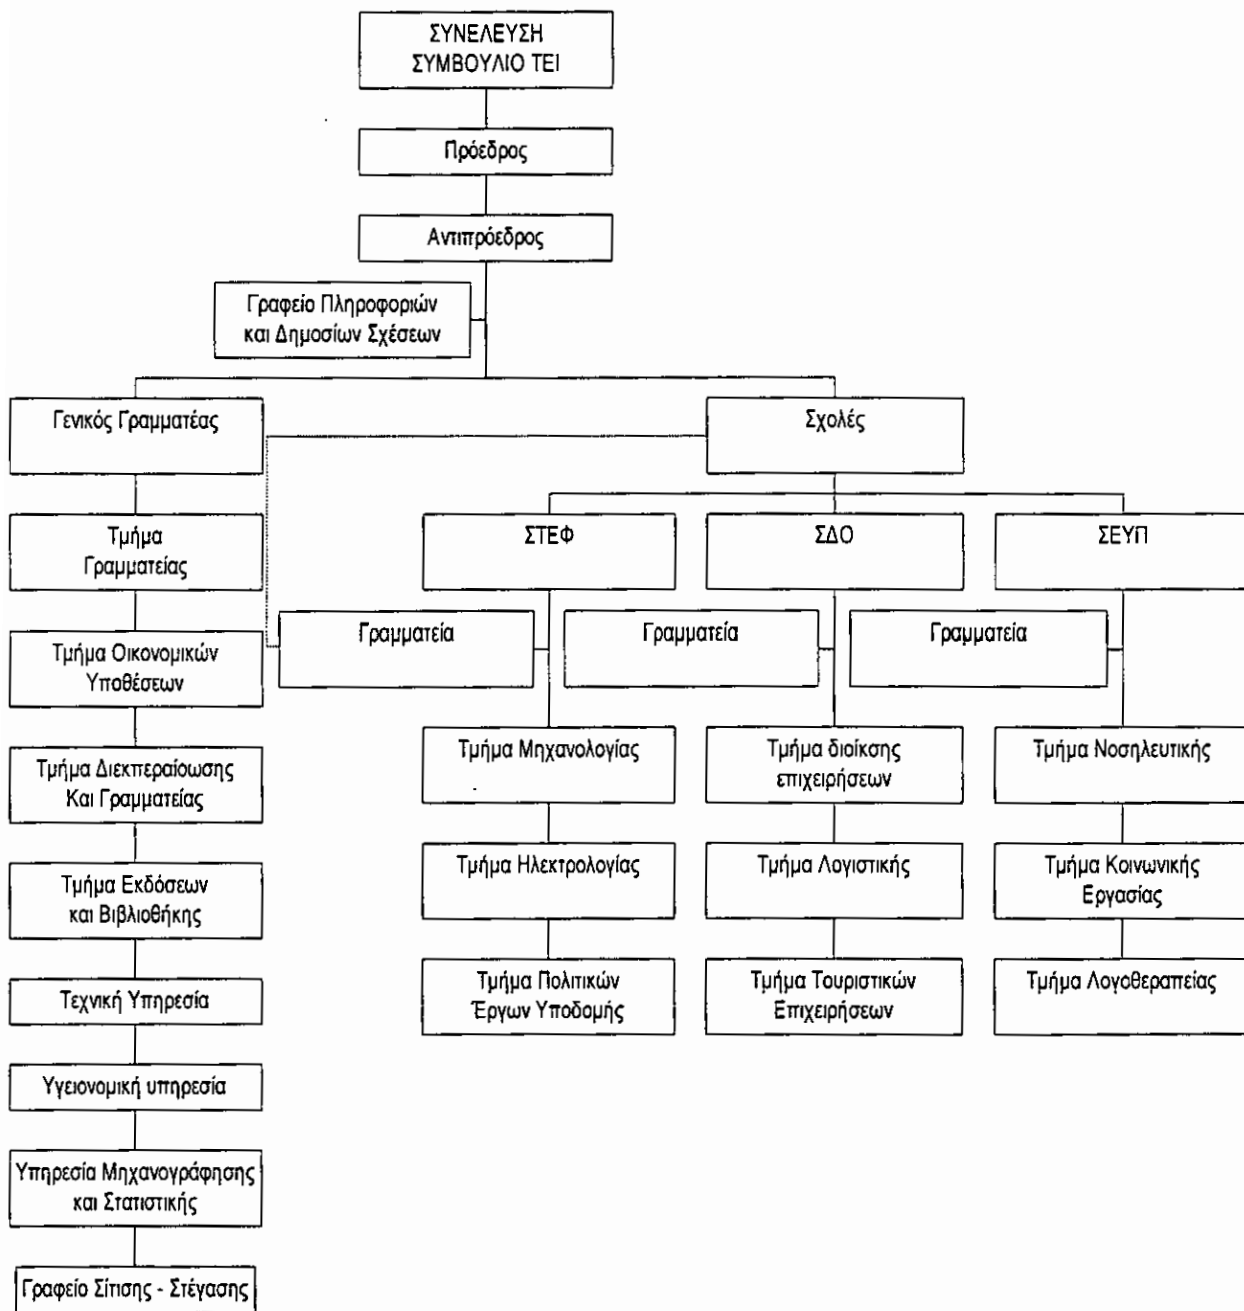 ΣΥΝΕΛΕΥΣΗ
ΣΥΜΒΟΥΛΙΟ ΤΕΙ
Πρόεδρος
Αντιπρόεδρος
Γραφείο Πληροφοριών
και Δημοσίων Σχέσεων
Γενικός Γραμματέας
Σχολές
Τμήμα
Γραμματείας
ΣΤΕΦ
ΣΔΟ
ΣΕΥΠ
Τμήμα Οικονομικών
Υποθέσεων
Γραμματεία
Γραμματεία
Γραμματεία
Τμήμα Διεκπεραίοωσης
Και Γραμματείας
Τμήμα Μηχανολογίας
Τμήμα διοίκσης
επιχειρήσεων
Τμήμα Νοσηλευτικής
Τμήμα Εκδόσεων
και Βιβλιοθήκης
Τμήμα Ηλεκτρολογίας
Τμήμα Λογιστικής
Τμήμα Κοινωνικής
Εργασίας
Τεχνική Υπηρεσία
Τμήμα Πολιτικών
Έργων Υποδομής
Τμήμα Τουριστικών
Επιχειρήσεων
Τμήμα Λογοθεραπείας
Υγειονομική υπηρεσία
Υπηρεσία Μηχανογράφησης
και Στατιστικής
Γραφείο Σίτισης - Στέγασης